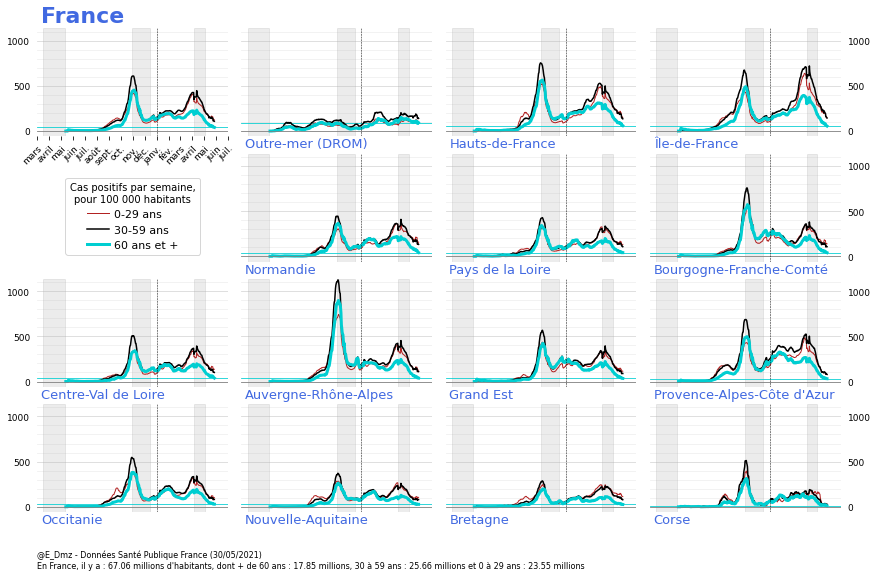 France
1000
500
0
1000
500
0
mars
avril
mai
juin
juil.
août
sept.
oct.
nov.
déc.
janv.
fév.
mars
avril
mai
juin
juil.
Outre-mer (DROM)
Hauts-de-France
Île-de-France
Cas positifs par semaine,
pour 100 000 habitants
0-29 ans
30-59 ans
60 ans et +
1000
500
0
Normandie
Pays de la Loire
Bourgogne-Franche-Comté
1000
500
0
1000
500
0
Centre-Val de Loire
Auvergne-Rhône-Alpes
Grand Est
Provence-Alpes-Côte d'Azur
1000
500
0
1000
500
0
Occitanie
Nouvelle-Aquitaine
Bretagne
Corse
@E_Dmz - Données Santé Publique France (30/05/2021)
En France, il y a : 67.06 millions d'habitants, dont + de 60 ans : 17.85 millions, 30 à 59 ans : 25.66 millions et 0 à 29 ans : 23.55 millions